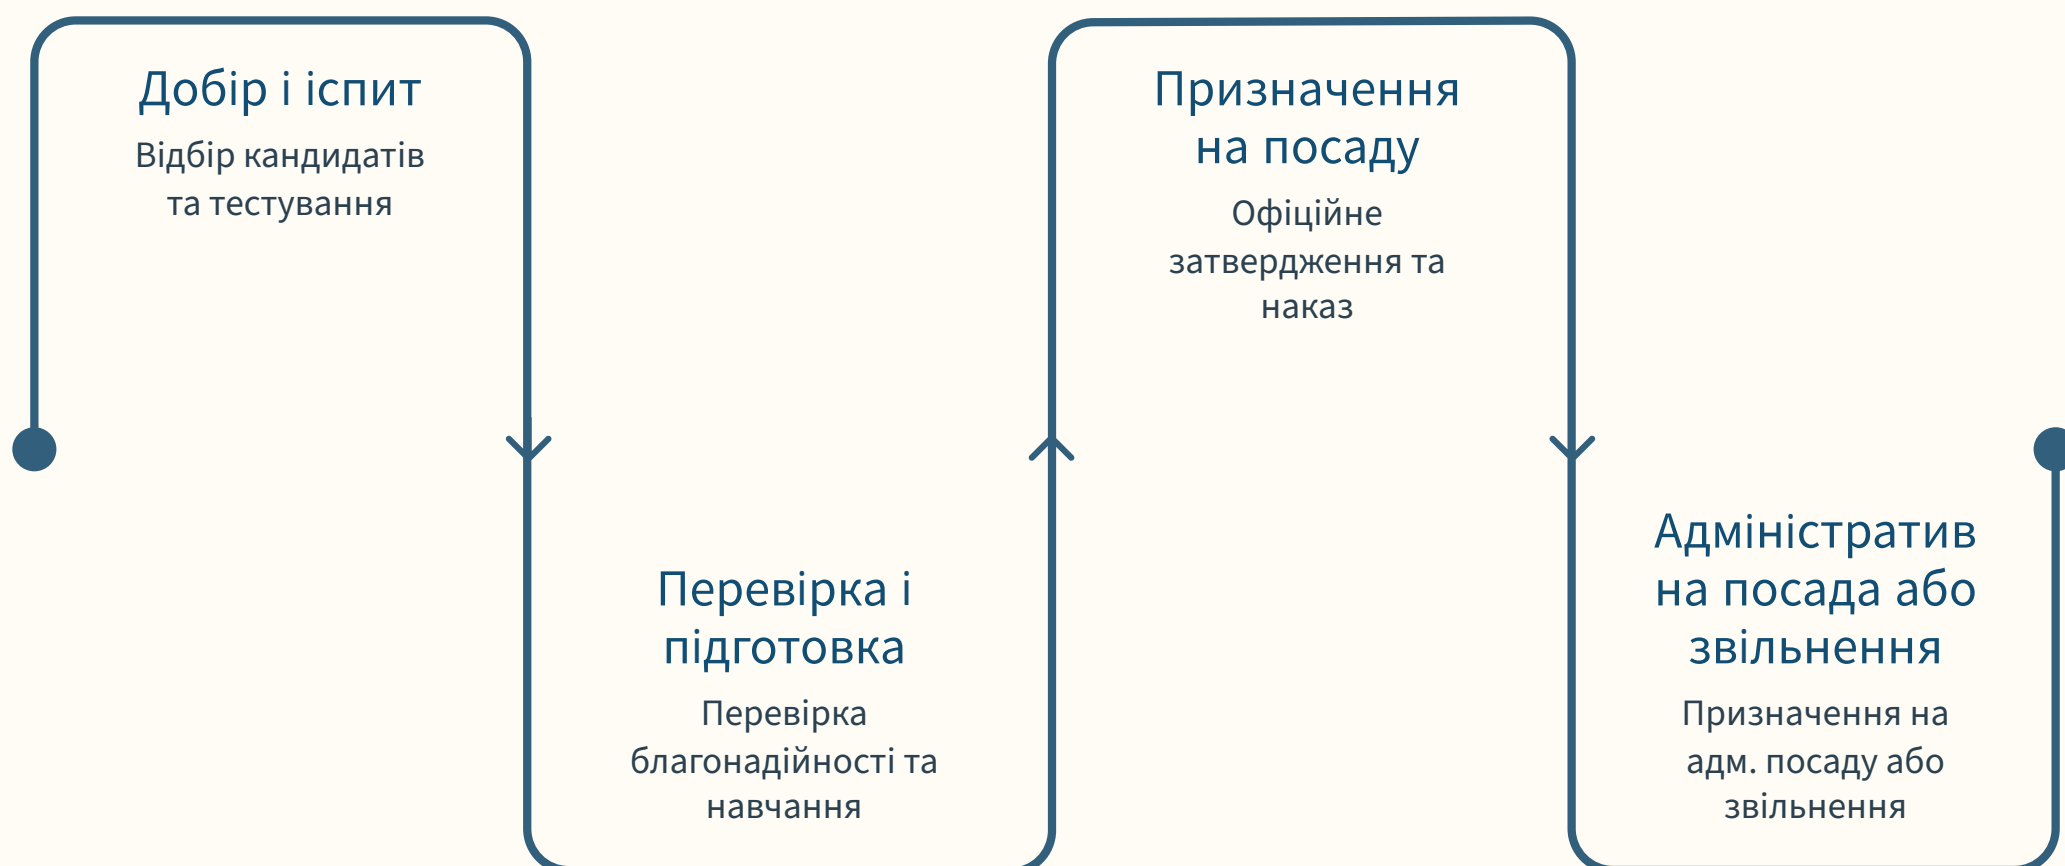 Добір і іспит
Відбір кандидатів
та тестування
Перевірка і
підготовка
Перевірка
благонадійності та
навчання
Призначення
на посаду
Офіційне
затвердження та
наказ
Адміністратив
на посада або
звільнення
Призначення на
адм. посаду або
звільнення